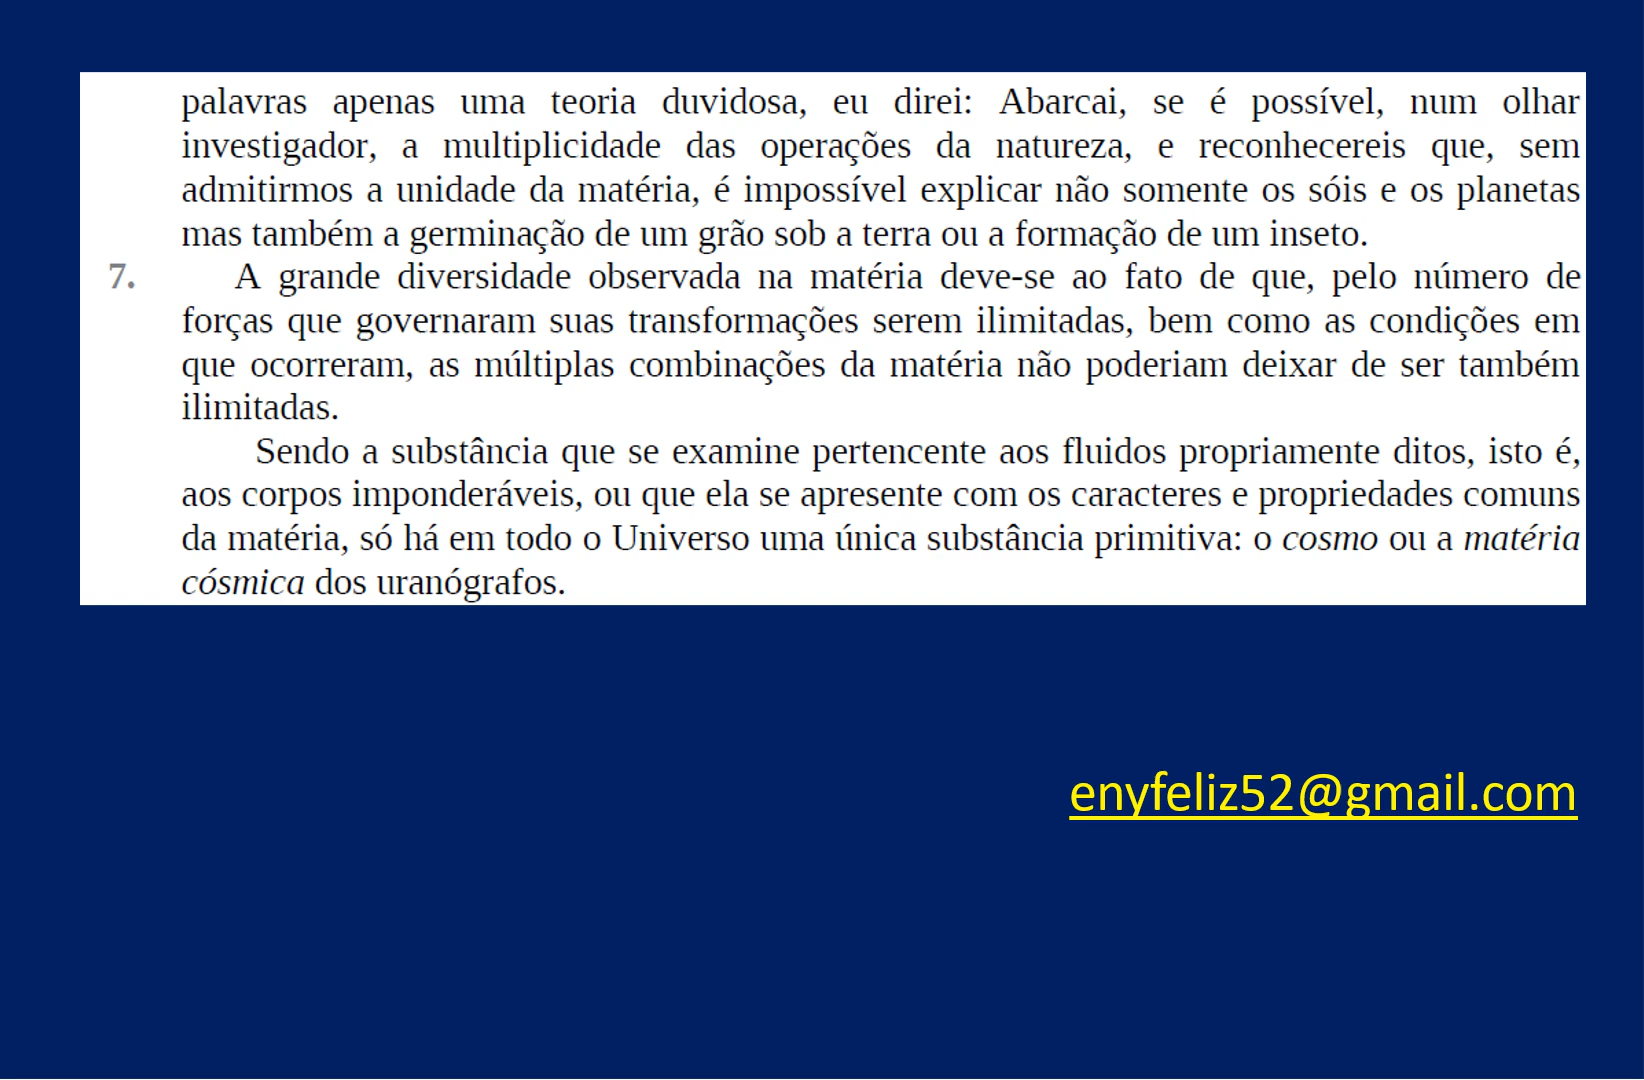 palavras apenas uma teoria duvidosa, eu direi: Abarcai, se é possível, num olhar
investigador, a multiplicidade das operações da natureza, e reconhecereis que, sem
admitirmos a unidade da matéria, é impossível explicar não somente os sóis e os planetas
mas também a germinação de um grão sob a terra ou a formação de um inseto.
7. A grande diversidade observada na matéria deve-se ao fato de que, pelo número de
forças que governaram suas transformações serem ilimitadas, bem como as condições em
que ocorreram, as múltiplas combinações da matéria não poderiam deixar de ser também
ilimitadas.
Sendo a substância que se examine pertencente aos fluidos propriamente ditos, isto é,
aos corpos imponderáveis, ou que ela se apresente com os caracteres e propriedades comuns
da matéria, só há em todo o Universo uma única substância primitiva: o cosmo ou a matéria
cósmica dos uranógrafos.
enyfeliz52@gmail.com